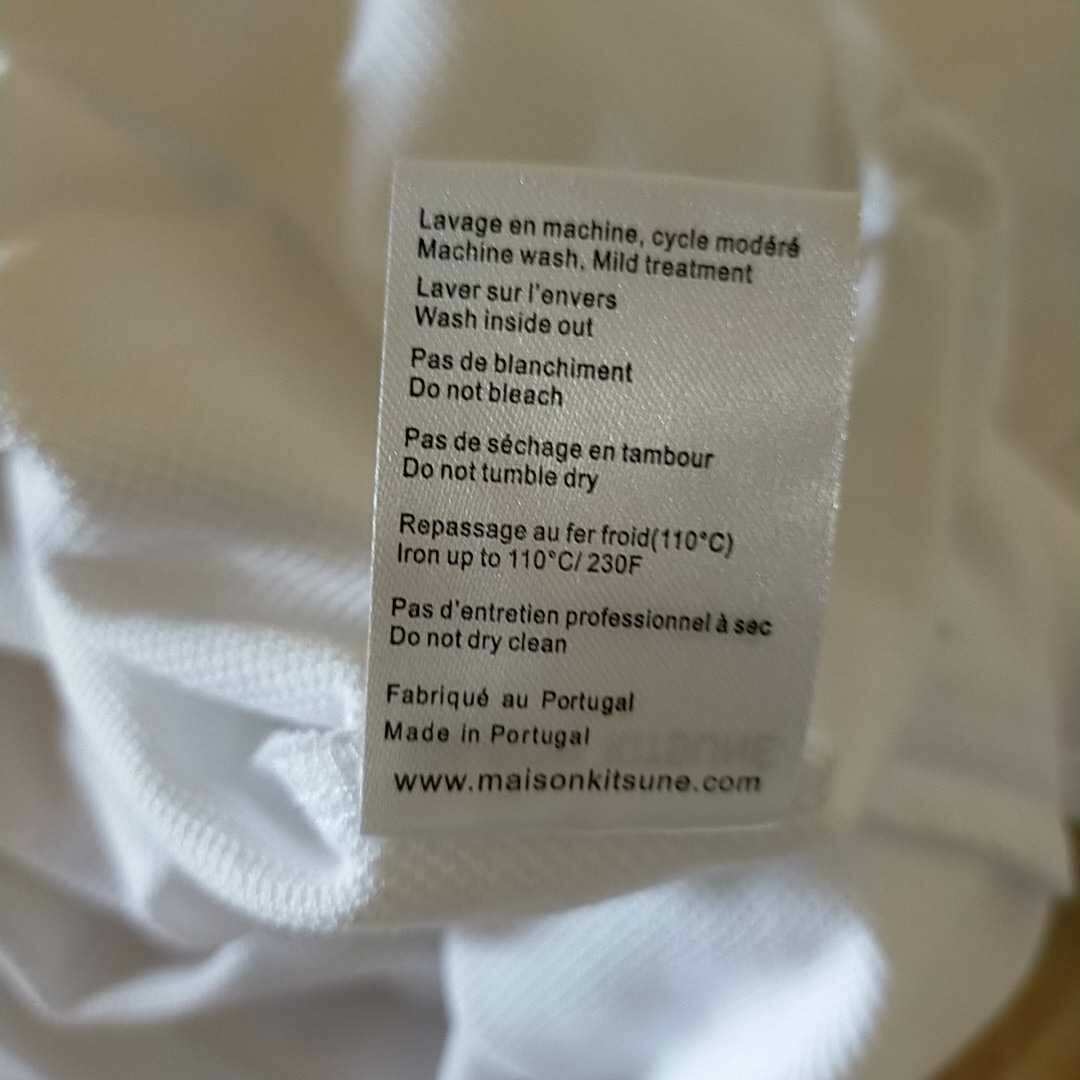 Lavage en machine, cycle modéré
Machine wash, Mild treatment
Laver sur l'envers
Wash inside out
Pas de blanchiment
Do not bleach
Pas de séchage en tambour
Do not tumble dry
Repassage au fer froid(110°C)
Iron up to 110°C/ 230F
Pas d'entretien professionnel à sec
Do not dry clean
Fabriqué au Portugal
Made in Portugal
www.maisonkitsune.com